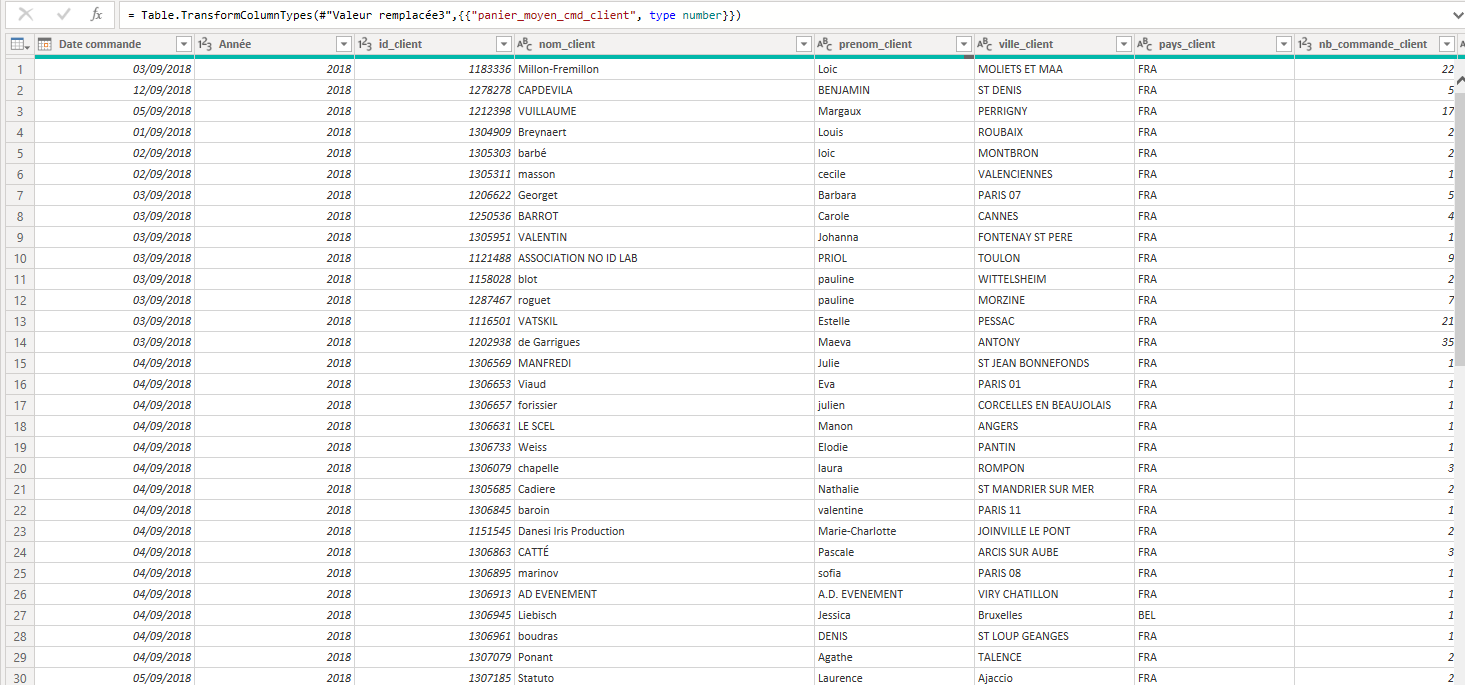 fx = Table.TransformColumnTypes(#"Valeur remplacée3",{{"panier_moyen_cmd_client", type number}})
Date commande 123 Année 123 id_client ABC nom_client ABC prenom_client ABC ville_client ABC pays_client 123 nb_commande_client
1 03/09/2018 2018 1183336 Millon-Fremillon Loic MOLIETS ET MAA FRA 22
2 12/09/2018 2018 1278278 CAPDEVILA BENJAMIN ST DENIS FRA 5
3 05/09/2018 2018 1212398 VUILLAUME Margaux PERRIGNY FRA 17
4 01/09/2018 2018 1304909 Breynaert Louis ROUBAIX FRA 2
5 02/09/2018 2018 1305303 barbé loic MONTBRON FRA 2
6 02/09/2018 2018 1305311 masson cecile VALENCIENNES FRA 1
7 03/09/2018 2018 1206622 Georget Barbara PARIS 07 FRA 5
8 03/09/2018 2018 1250536 BARROT Carole CANNES FRA 4
9 03/09/2018 2018 1305951 VALENTIN Johanna FONTENAY ST PERE FRA 1
10 03/09/2018 2018 1121488 ASSOCIATION NO ID LAB PRIOL TOULON FRA 9
11 03/09/2018 2018 1158028 blot pauline WITTELSHEIM FRA 2
12 03/09/2018 2018 1287467 roguet pauline MORZINE FRA 7
13 03/09/2018 2018 1116501 VATSKIL Estelle PESSAC FRA 21
14 03/09/2018 2018 1202938 de Garrigues Maeva ANTONY FRA 35
15 04/09/2018 2018 1306569 MANFREDI Julie ST JEAN BONNEFONDS FRA 1
16 04/09/2018 2018 1306653 Viaud Eva PARIS 01 FRA 1
17 04/09/2018 2018 1306657 forissier julien CORCELLES EN BEAUJOLAIS FRA 1
18 04/09/2018 2018 1306631 LE SCEL Manon ANGERS FRA 1
19 04/09/2018 2018 1306733 Weiss Elodie PANTIN FRA 1
20 04/09/2018 2018 1306079 chapelle laura ROMPON FRA 3
21 04/09/2018 2018 1305685 Cadiere Nathalie ST MANDRIER SUR MER FRA 2
22 04/09/2018 2018 1306845 baroin valentine PARIS 11 FRA 1
23 04/09/2018 2018 1151545 Danesi Iris Production Marie-Charlotte JOINVILLE LE PONT FRA 2
24 04/09/2018 2018 1306863 CATTÉ Pascale ARCIS SUR AUBE FRA 3
25 04/09/2018 2018 1306895 marinov sofia PARIS 08 FRA 1
26 04/09/2018 2018 1306913 AD EVENEMENT A.D. EVENEMENT VIRY CHATILLON FRA 1
27 04/09/2018 2018 1306945 Liebisch Jessica Bruxelles BEL 1
28 04/09/2018 2018 1306961 boudras DENIS ST LOUP GEANGES FRA 1
29 04/09/2018 2018 1307079 Ponant Agathe TALENCE FRA 2
30 05/09/2018 2018 1307185 Statuto Laurence Ajaccio FRA 2